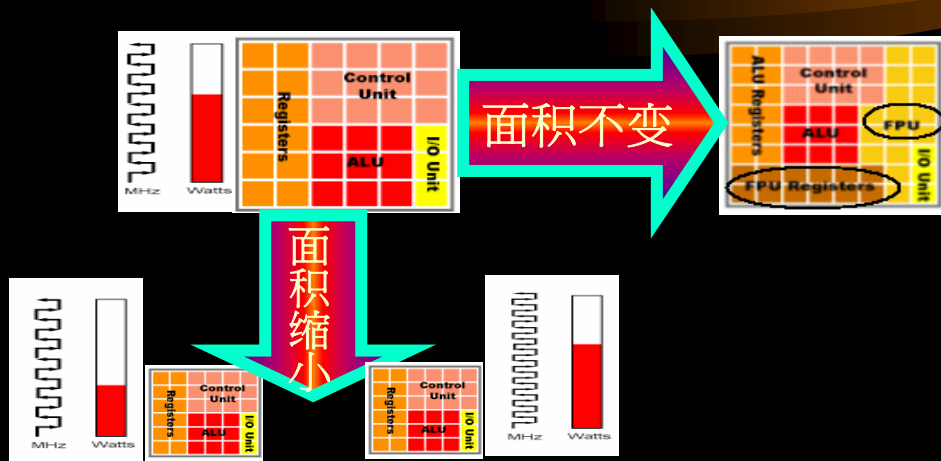 MHz
Watts
Registers
Control
Unit
ALU
I/O Unit
面积不变
ALU Registers
Control
Unit
ALU
FPU
I/O Unit
FPU Registers
面积缩小
MHz
Watts
Registers
Control
Unit
ALU
I/O Unit
Registers
Control
Unit
ALU
I/O Unit
MHz
Watts